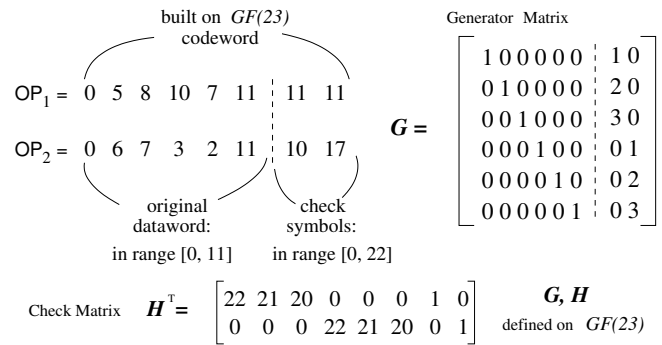 built on GF(23)
codeword
Generator Matrix
OP1 = 0 5 8 10 7 11 11 11
OP2 = 0 6 7 3 2 11 10 17
G =
1 0 0 0 0 0 1 0
0 1 0 0 0 0 2 0
0 0 1 0 0 0 3 0
0 0 0 1 0 0 0 1
0 0 0 0 1 0 0 2
0 0 0 0 0 1 0 3
original
dataword:
in range [0, 11]
check
symbols:
in range [0, 22]
Check Matrix H^T =
22 21 20 0 0 0 1 0
0 0 0 22 21 20 0 1
G, H
defined on GF(23)